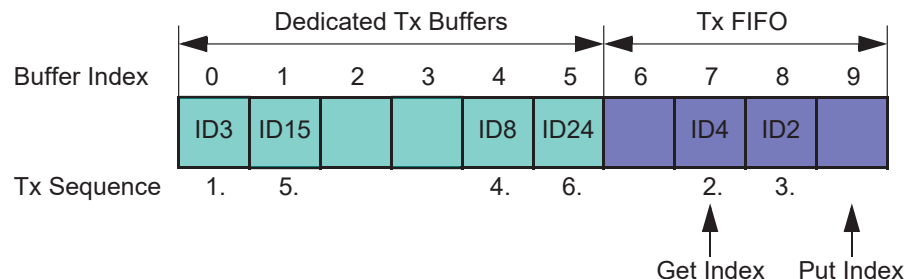 Dedicated Tx Buffers Tx FIFO
Buffer Index 0 1 2 3 4 5 6 7 8 9
ID3 ID15 ID8 ID24 ID4 ID2
Tx Sequence 1. 5. 4. 6. 2. 3.
Get Index Put Index